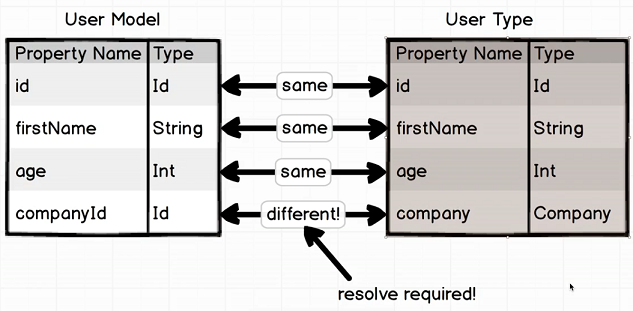 User Model
User Type
Property Name Type
Property Name Type
id Id
same
id Id
firstName String
same
firstName String
age Int
same
age Int
companyId Id
different!
company Company
resolve required!